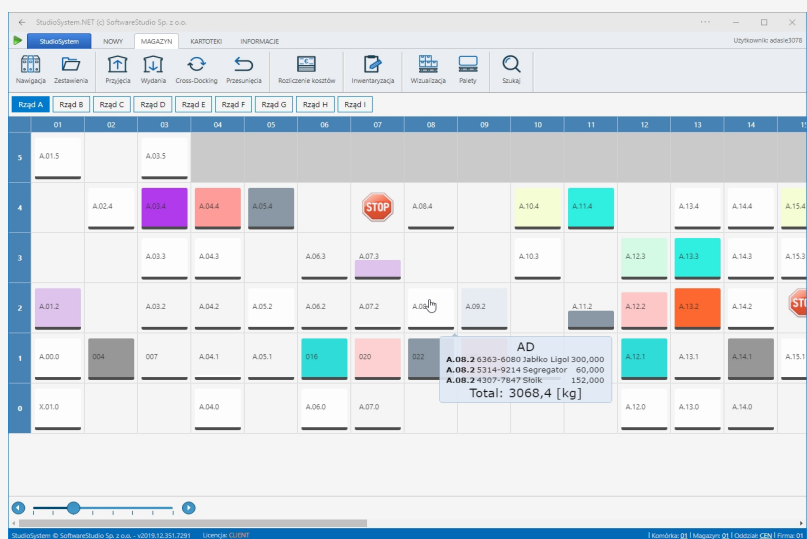 StudioSystem.NET (c) SoftwareStudio Sp. z o.o.
StudioSystem NOWY MAGAZYN KARTOTEKI INFORMACJE Użytkownik: adasie3078
Nawigacja Zestawienia Przyjęcia Wydania Cross-Docking Przesunięcia Rozliczenie kosztów Inwentaryzacja Wizualizacja Palety Szukaj
Rząd A Rząd B Rząd C Rząd D Rząd E Rząd F Rząd G Rząd H Rząd I
01 02 03 04 05 06 07 08 09 10 11 12 13 14 15
5 A.01.5 A.03.5
4 A.02.4 A.03.4 A.04.4 A.05.4 STOP A.08.4 A.10.4 A.11.4 A.13.4 A.14.4 A.15.4
3 A.03.3 A.04.3 A.06.3 A.07.3 A.10.3 A.12.3 A.13.3 A.14.3 A.15.3
2 A.01.2 A.03.2 A.04.2 A.05.2 A.06.2 A.07.2 A.08 A.09.2 A.11.2 A.12.2 A.13.2 A.14.2
1 A.00.0 004 007 A.04.1 A.05.1 016 020 022 A.12.1 A.13.1 A.14.1 A.15.1
AD
A.08.2 6363-6080 Jabłko Ligol 300,000
A.08.2 5314-9214 Segregator 60,000
A.08.2 4307-7847 Słoik 152,000
Total: 3068,4 [kg]
0 X.01.0 A.04.0 A.06.0 A.07.0 A.12.0 A.13.0 A.14.0
StudioSystem © SoftwareStudio Sp. z o.o. - v2019.12.351.7291 Licencja: CLIENT | Komórka: 01 | Magazyn: 01 | Oddział: CEN | Firma: 01